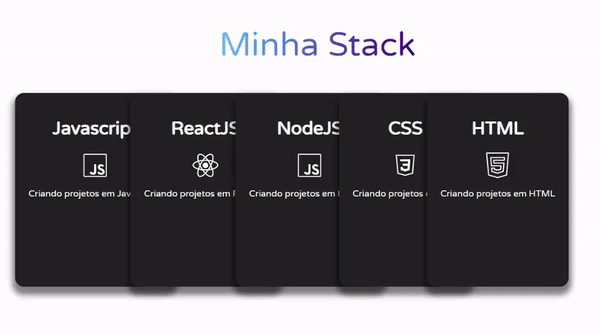 Minha Stack
Javascrip
ReactJS
NodeJS
CSS
HTML
JS
JS
3
5
Criando projetos em Jav
Criando projetos em
Criando projetos em
Criando projetos
Criando projetos em HTML